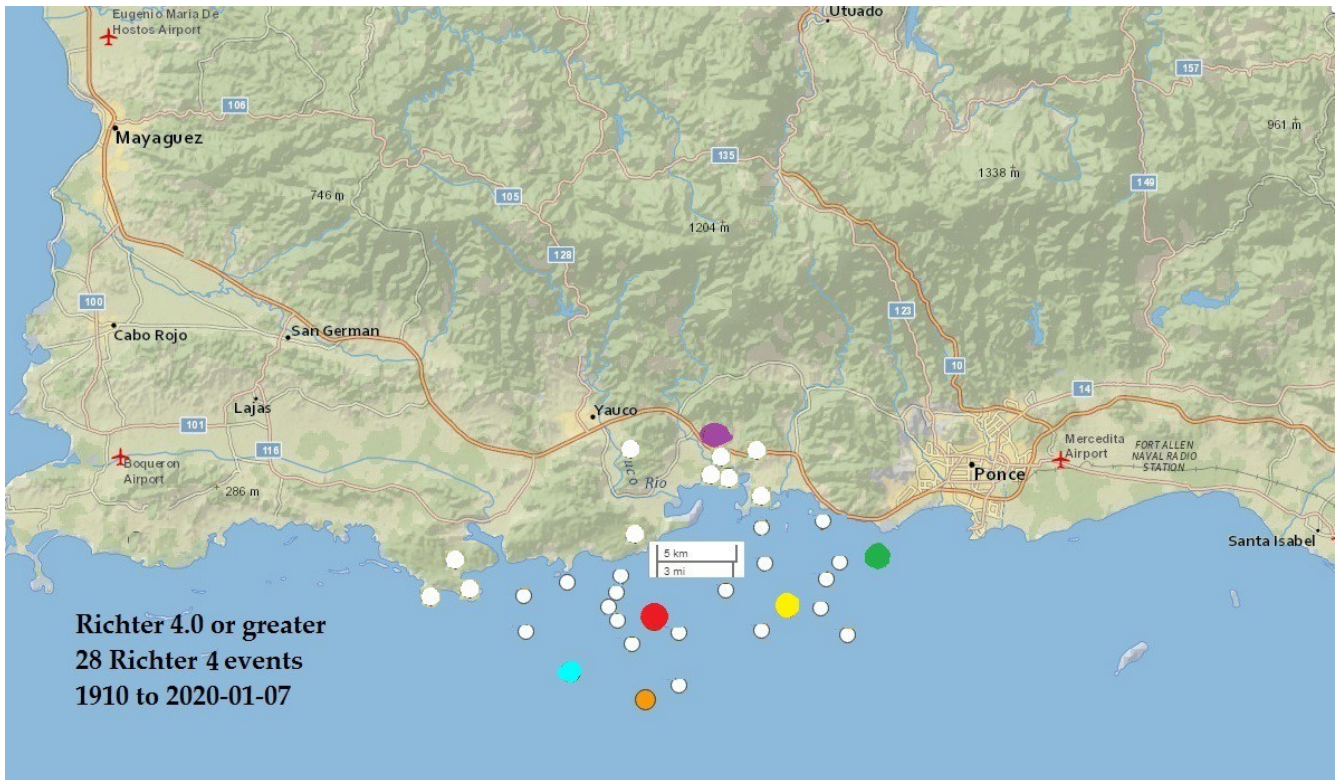 Eugenio Maria De
Hostos Airport
Utuado
157
106
961 m
Mayaguez
135
1338 m
149
105
746 m
1204 m
128
100
123
Cabo Rojo
San German
10
14
Lajas
Yauco
101
116
Mercedita
Airport
FORT ALLEN
NAVAL RADIO
STATION
Boqueron
Airport
Ponce
286 m
Río
Santa Isabel
5 km
3 mi
Richter 4.0 or greater
28 Richter 4 events
1910 to 2020-01-07